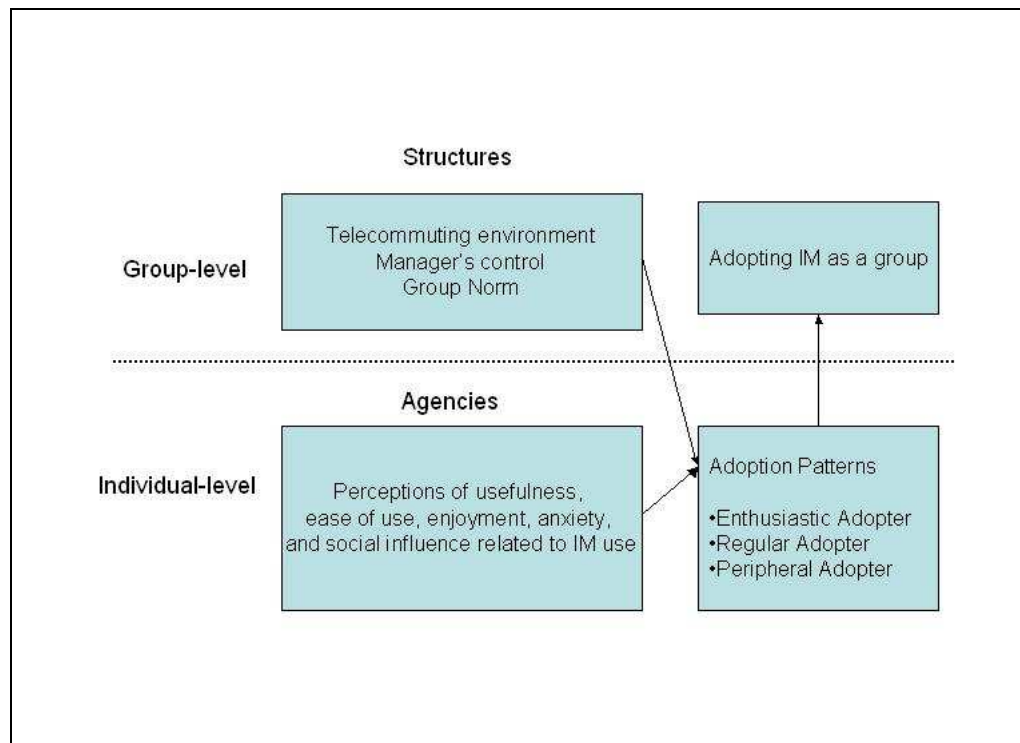 Structures
Group-level
Telecommuting environment
Manager's control
Group Norm
Adopting IM as a group
Agencies
Individual-level
Perceptions of usefulness,
ease of use, enjoyment, anxiety,
and social influence related to IM use
Adoption Patterns
•Enthusiastic Adopter
•Regular Adopter
•Peripheral Adopter